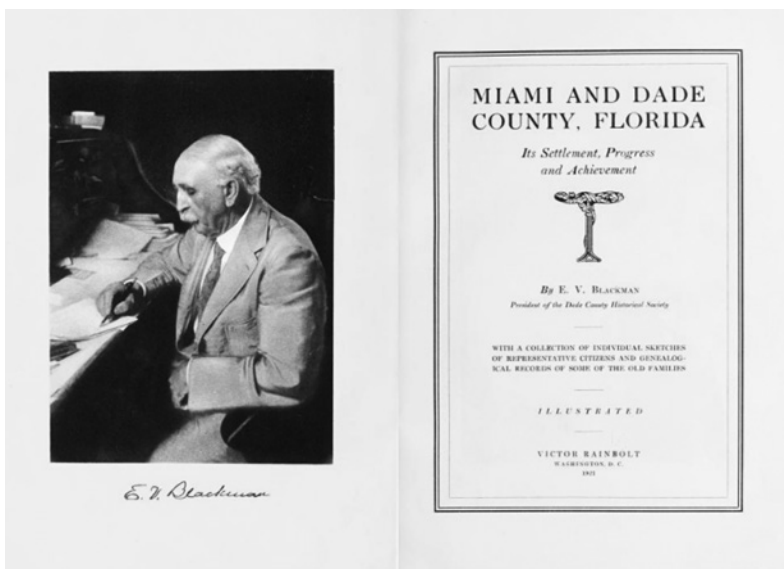 E. V. Blackman
MIAMI AND DADE
COUNTY, FLORIDA
Its Settlement, Progress
and Achievement
By E. V. BLACKMAN
President of the Dade County Historical Society
WITH A COLLECTION OF INDIVIDUAL SKETCHES
OF REPRESENTATIVE CITIZENS AND GENEALOG-
ICAL RECORDS OF SOME OF THE OLD FAMILIES
ILLUSTRATED
VICTOR RAINBOLT
WASHINGTON, D. C.
1921